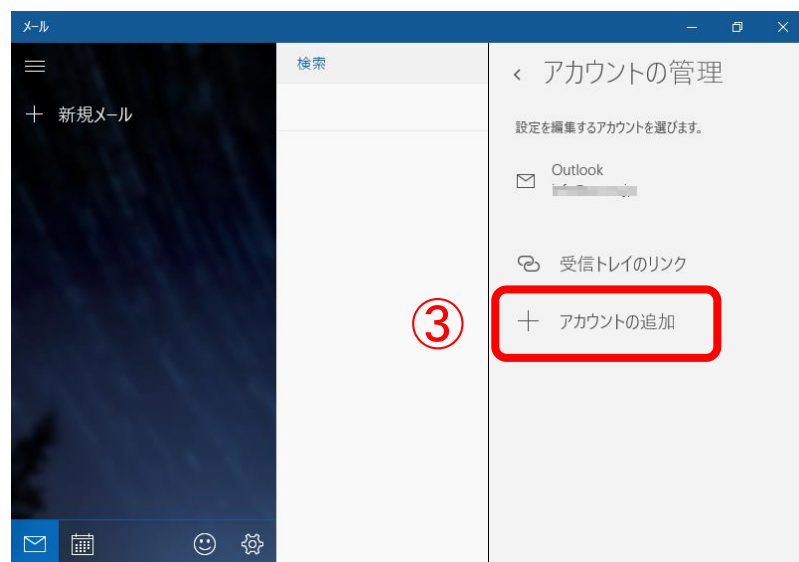 メール
新規メール
検索
アカウントの管理
設定を編集するアカウントを選びます。
Outlook
受信トレイのリンク
③
アカウントの追加